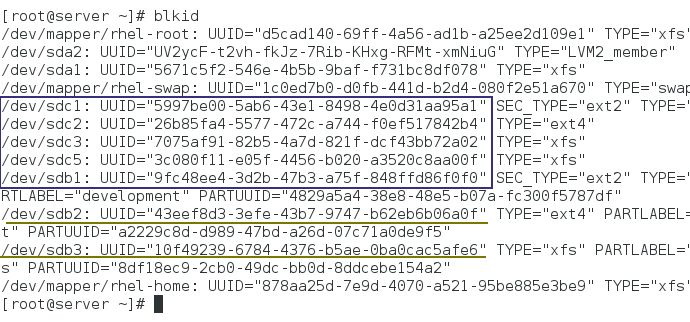 [root@server ~]# blkid
/dev/mapper/rhel-root: UUID="d5cad140-69ff-4a56-ad1b-a25ee2d109e1" TYPE="xfs"
/dev/sda2: UUID="UV2ycF-t2vh-fkJz-7Rib-KHxg-RFMt-xmNiuG" TYPE="LVM2_member"
/dev/sda1: UUID="5671c5f2-546e-4b5b-9baf-f731bc8df078" TYPE="xfs"
/dev/mapper/rhel-swap: UUID="1c0ed7b0-d0fb-441d-b2d4-080f2e51a670" TYPE="swap
/dev/sdc1: UUID="5997be00-5ab6-43e1-8498-4e0d31aa95a1" SEC_TYPE="ext2" TYPE=
/dev/sdc2: UUID="26b85fa4-5577-472c-a744-f0ef517842b4" TYPE="ext4"
/dev/sdc3: UUID="7075af91-82b5-4a7d-821f-dcf43bb72a02" TYPE="xfs"
/dev/sdc5: UUID="3c080f11-e05f-4456-b020-a3520c8aa00f" TYPE="xfs"
/dev/sdb1: UUID="9fc48ee4-3d2b-47b3-a75f-848ffd86f0f0" SEC_TYPE="ext2" TYPE=
RTLABEL="development" PARTUUID="4829a5a4-38e8-48e5-b07a-fc300f5787df"
/dev/sdb2: UUID="43eef8d3-3efe-43b7-9747-b62eb6b06a0f" TYPE="ext4" PARTLABEL=
t" PARTUUID="a2229c8d-d989-47bd-a26d-07c71a0de9f5"
/dev/sdb3: UUID="10f49239-6784-4376-b5ae-0ba0cac5afe6" TYPE="xfs" PARTLABEL="
s" PARTUUID="8df18ec9-2cb0-49dc-bb0d-8ddcebe154a2"
/dev/mapper/rhel-home: UUID="878aa25d-7e9d-4070-a521-95be885e3be9" TYPE="xfs"
[root@server ~]#